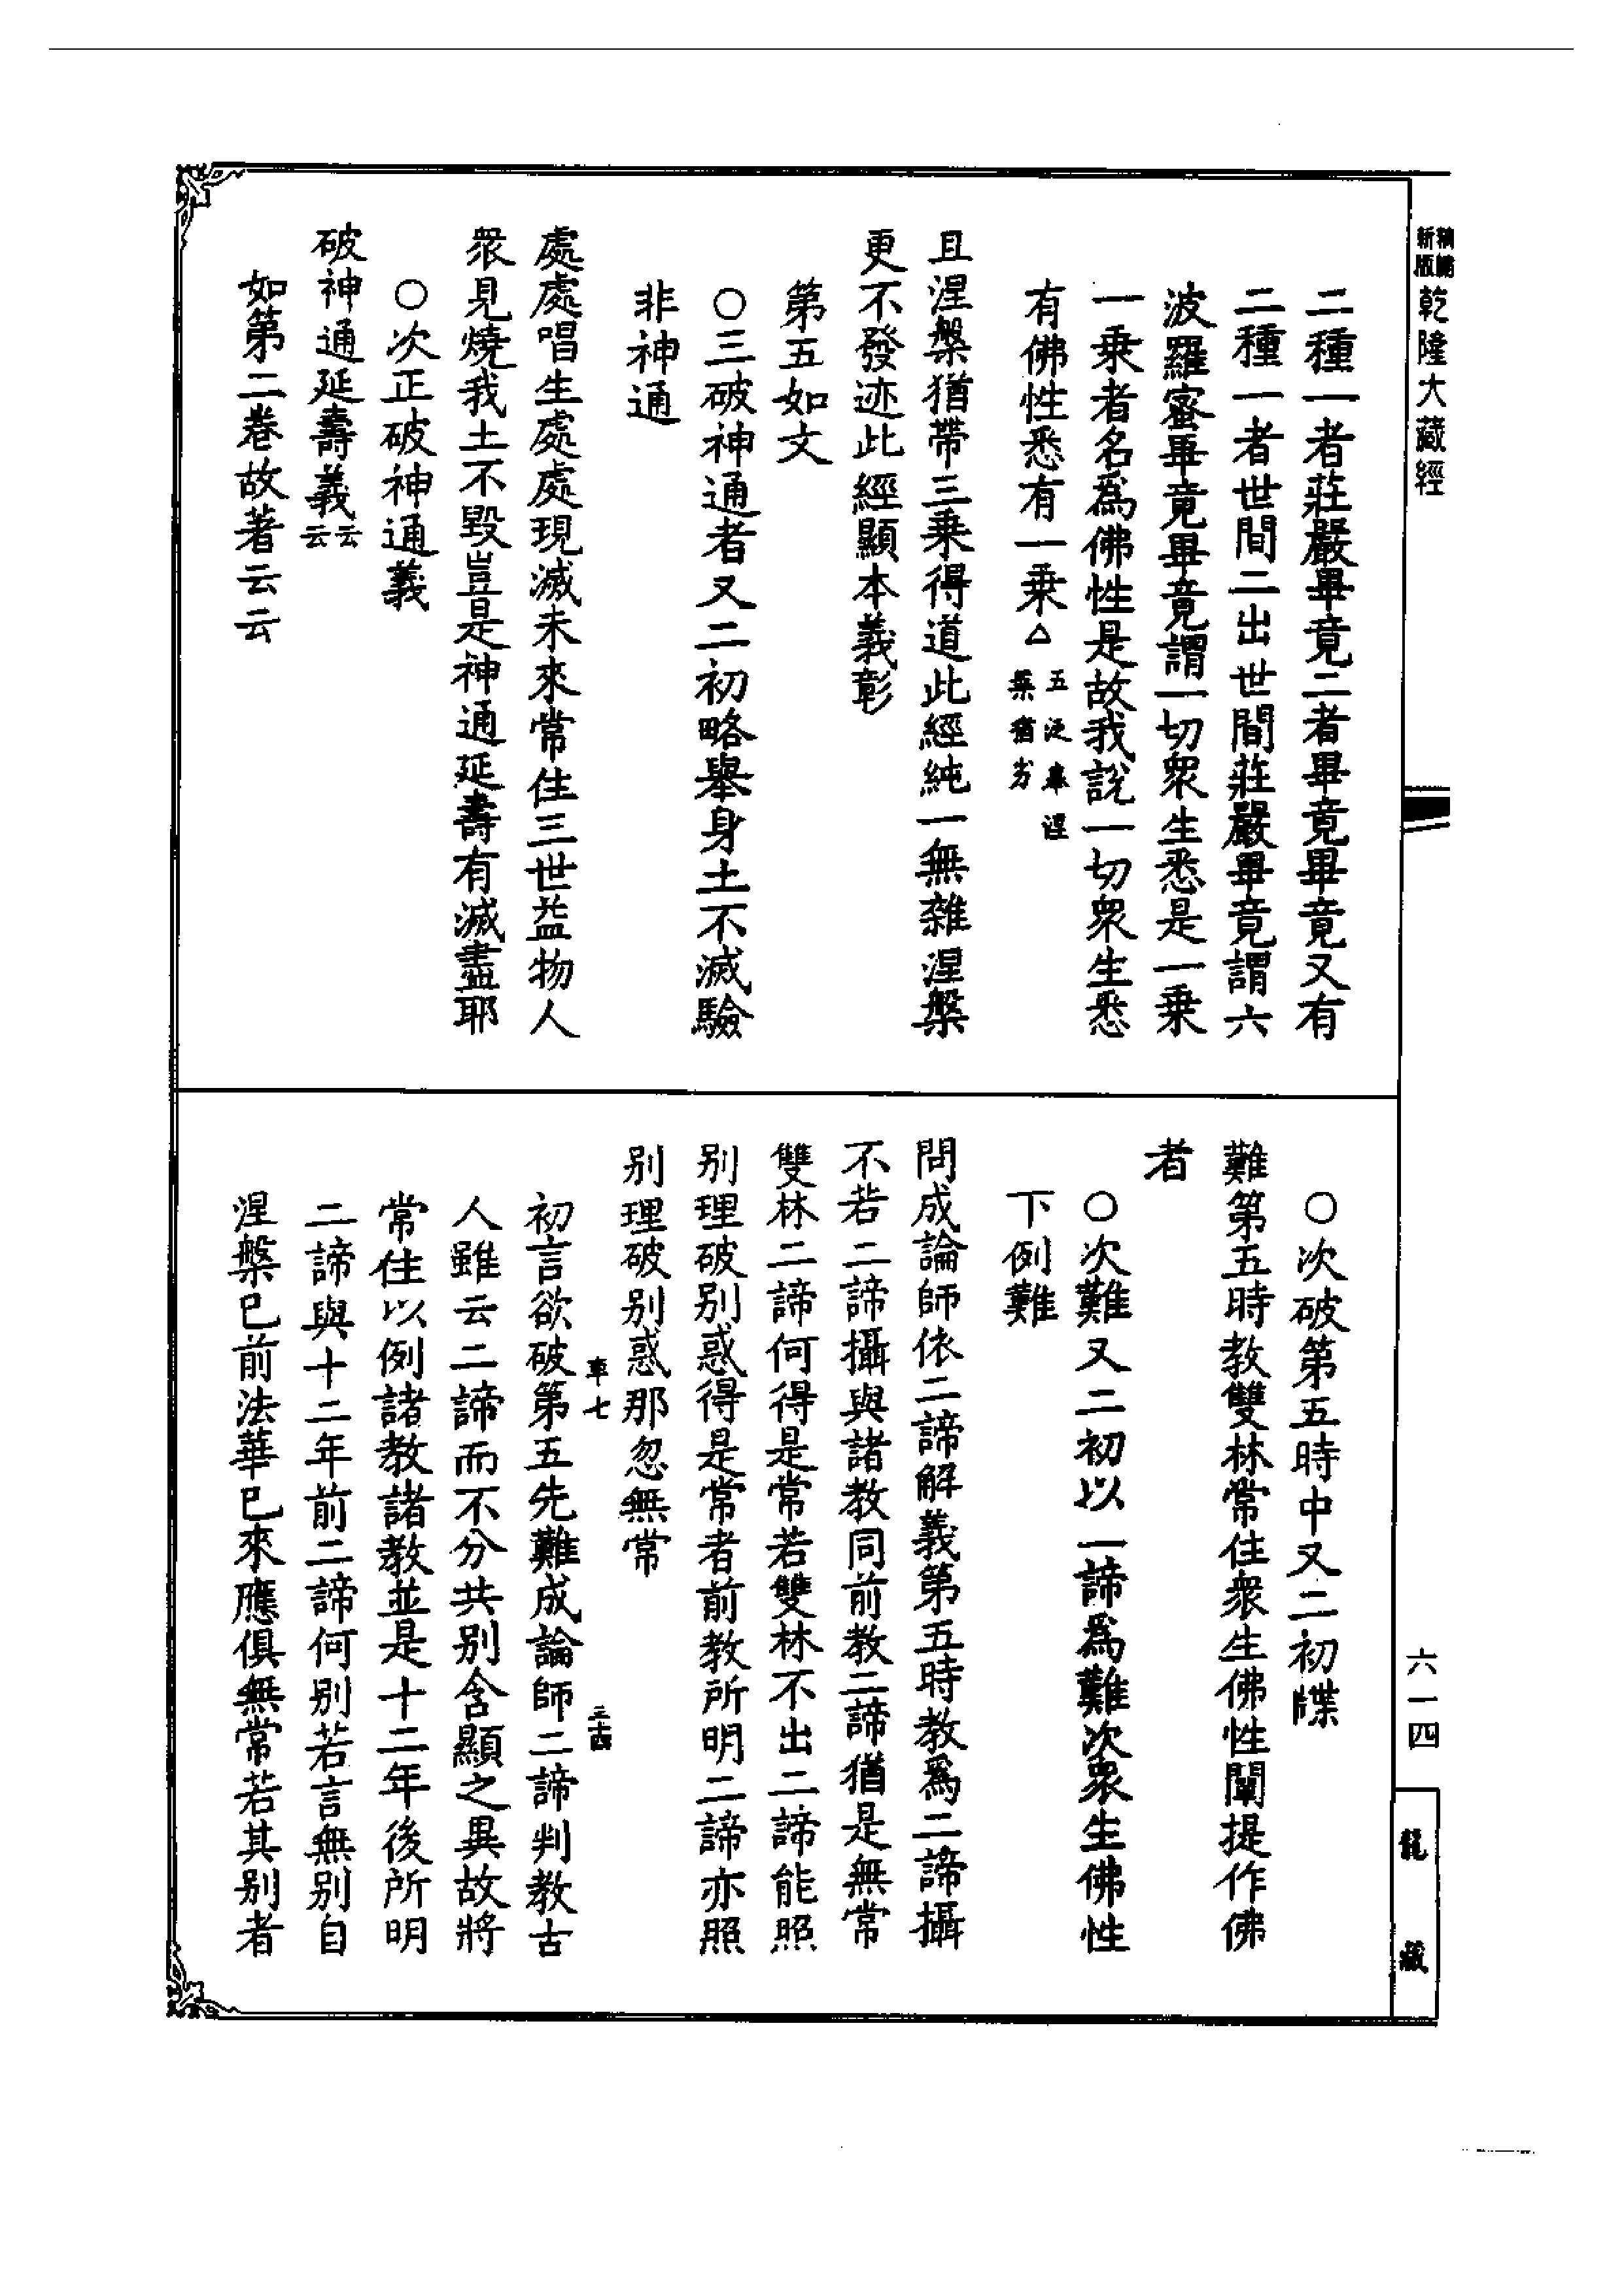 精編
新版
乾隆大藏經
二種一者莊嚴畢竟二者畢竟畢竟又有
二種一者世間二出世間莊嚴畢竟謂六
波羅蜜畢竟畢竟謂一切衆生悉是一乘
一乘者名爲佛性是故我說一切衆生悉
有佛性悉有一乘△
五況車涅
槃猶劣
且涅槃猶帶三乘得道此經純一無雜涅槃
更不發迹此經顯本義彰
第五如文
○三破神通者又二初略舉身土不滅驗
非神通
處處唱生處處現滅未來常住三世益物人
衆見燒我土不毀豈是神通延壽有滅盡耶
○次正破神通義
破神通延壽義云云
如第二卷故著云云
○次破第五時中又二初牒
難第五時教雙林常住衆生佛性闡提作佛
者
○次難又二初以一諦爲難次衆生佛性
下例難
問成論師依二諦解義第五時教爲二諦攝
不若二諦攝與諸教同前教二諦猶是無常
雙林二諦何得是常若雙林不出二諦能照
別理破別惑得是常者前教所明二諦亦照
別理破別惑那忽無常
車七
三十四
初言欲破第五先難成論師二諦判教古
人雖云二諦而不分共別含顯之異故將
常住以例諸教諸教並是十二年後所明
二諦與十二年前二諦何別若言無別自
涅槃已前法華已來應俱無常若其別者
六一四
龍藏